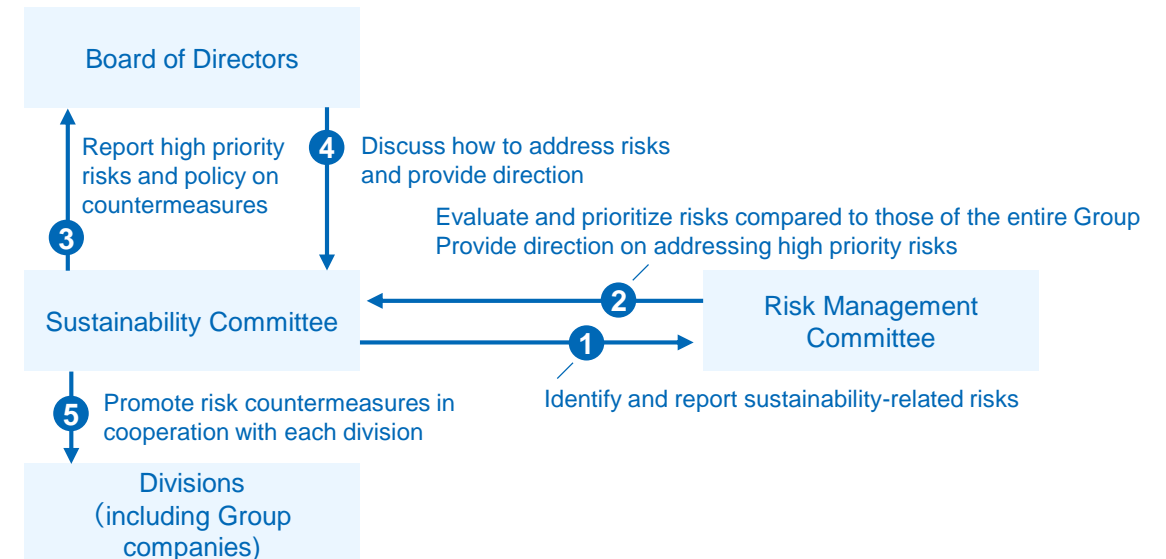 Board of Directors
Report high priority
risks and policy on
countermeasures
3
4
Discuss how to address risks
and provide direction
Evaluate and prioritize risks compared to those of the entire Group
Provide direction on addressing high priority risks
Sustainability Committee
2
Risk Management
Committee
1
Identify and report sustainability-related risks
5
Promote risk countermeasures in
cooperation with each division
Divisions
（including Group
companies)